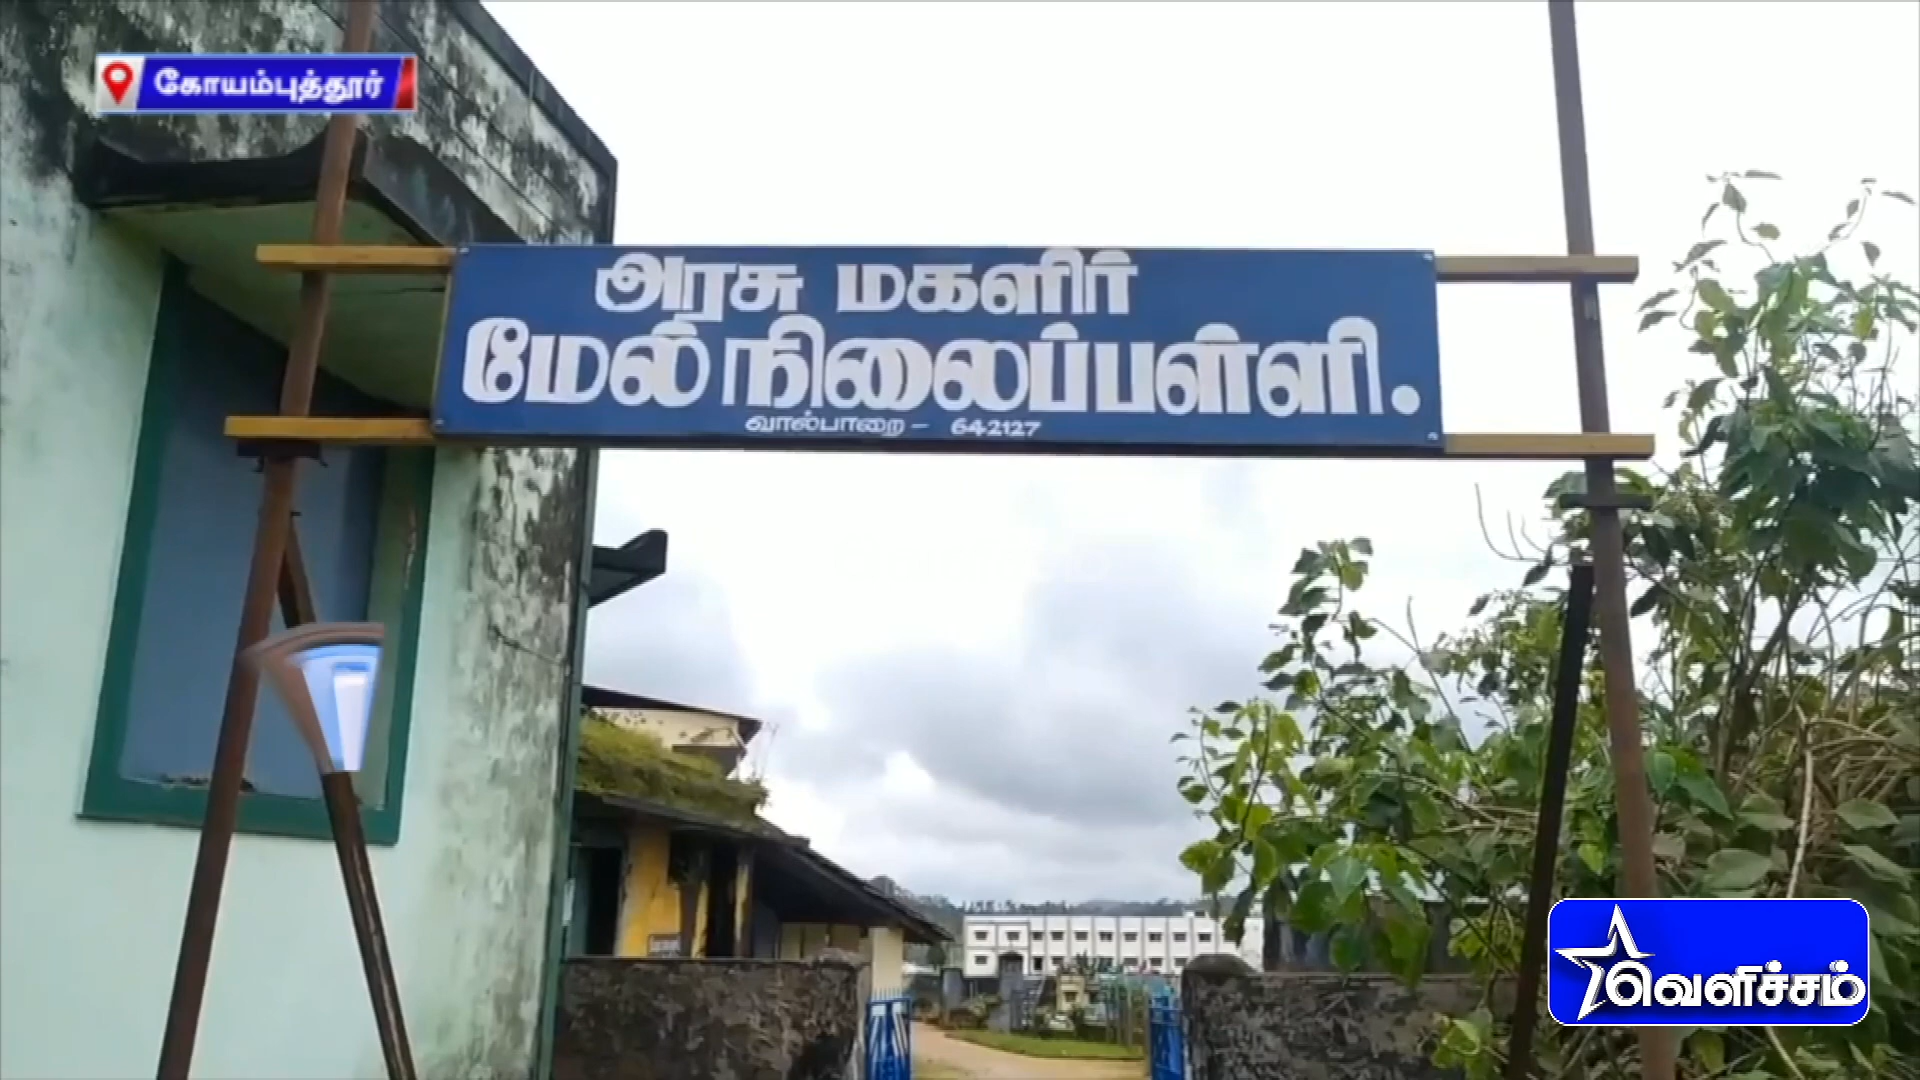 கோயம்புத்தூர்
அரசு மகளிர்
மேல்நிலைப்பள்ளி.
வால்பாறை - 642127
வெளிச்சம்